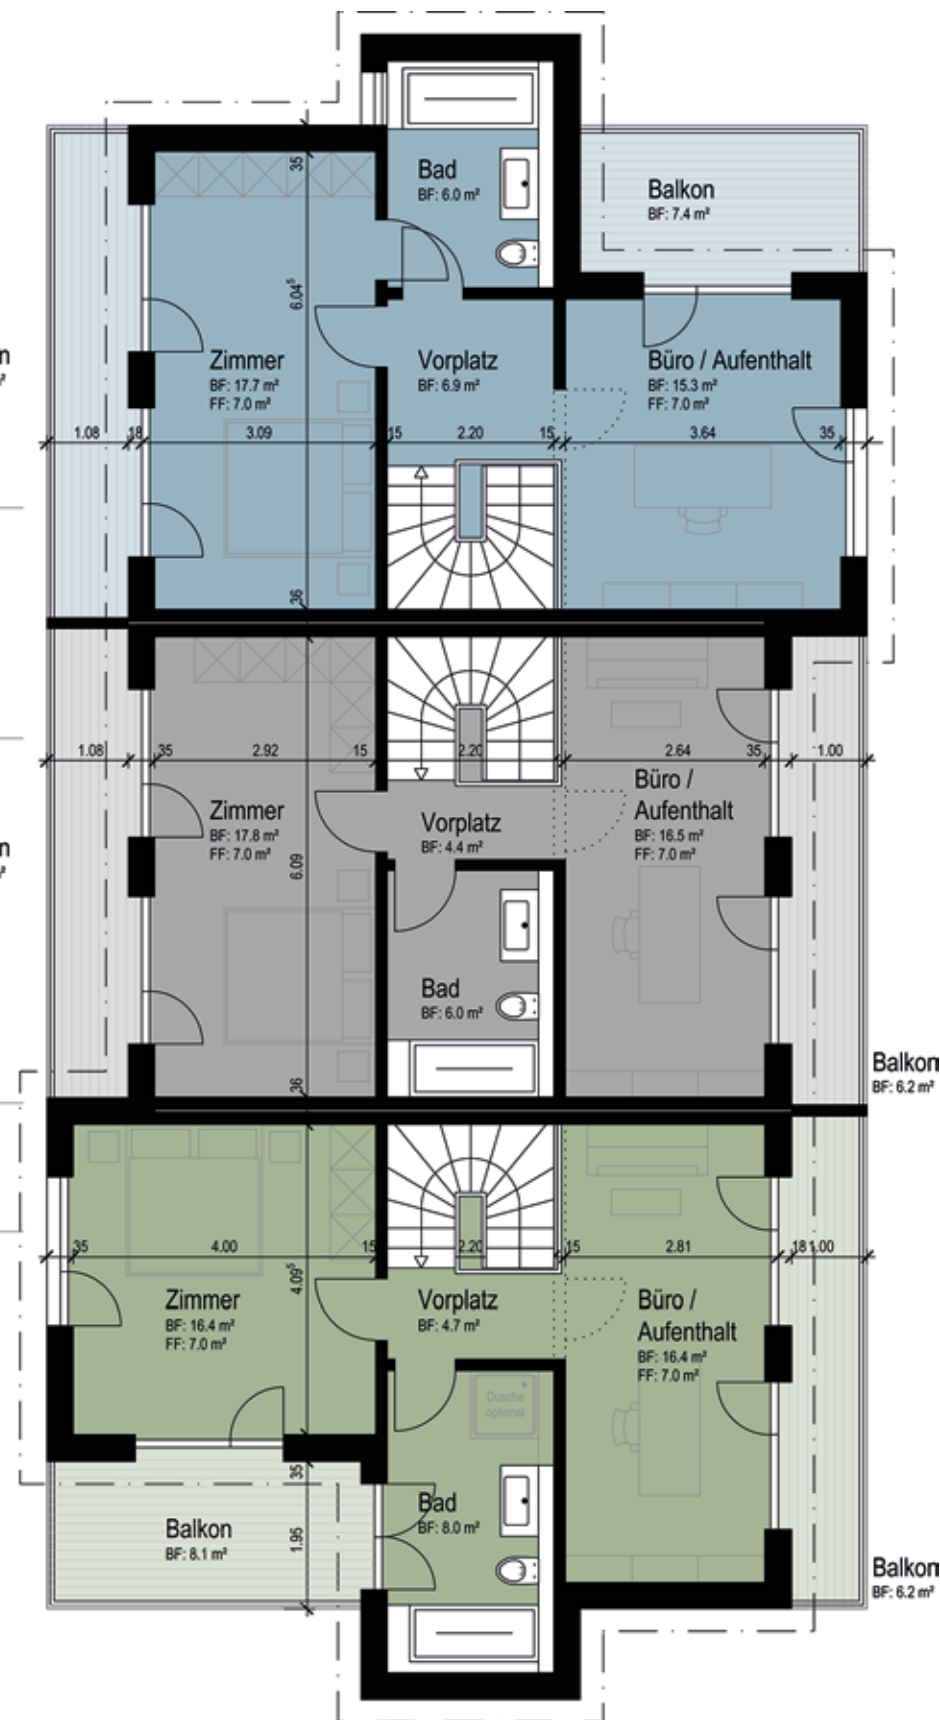 Bad
BF: 6.0 m²
Balkon
BF: 7.4 m²
35
6.04⁵
n
Zimmer
BF: 17.7 m²
FF: 7.0 m²
Vorplatz
BF: 6.9 m²
Büro / Aufenthalt
BF: 15.3 m²
FF: 7.0 m²
1.08
18
3.09
15
2.20
15
3.64
35
36
1.08
35
2.92
15
2.20
2.64
35
1.00
Zimmer
BF: 17.8 m²
FF: 7.0 m²
Vorplatz
BF: 4.4 m²
Büro /
Aufenthalt
BF: 16.5 m²
FF: 7.0 m²
n
6.09
Bad
BF: 6.0 m²
36
Balkon
BF: 6.2 m²
35
4.00
15
2.20
15
2.81
18
1.00
4.09⁵
Zimmer
BF: 16.4 m²
FF: 7.0 m²
Vorplatz
BF: 4.7 m²
Büro /
Aufenthalt
BF: 16.4 m²
FF: 7.0 m²
Dusche
optional
35
Bad
BF: 8.0 m²
Balkon
BF: 8.1 m²
1.95
Balkon
BF: 6.2 m²